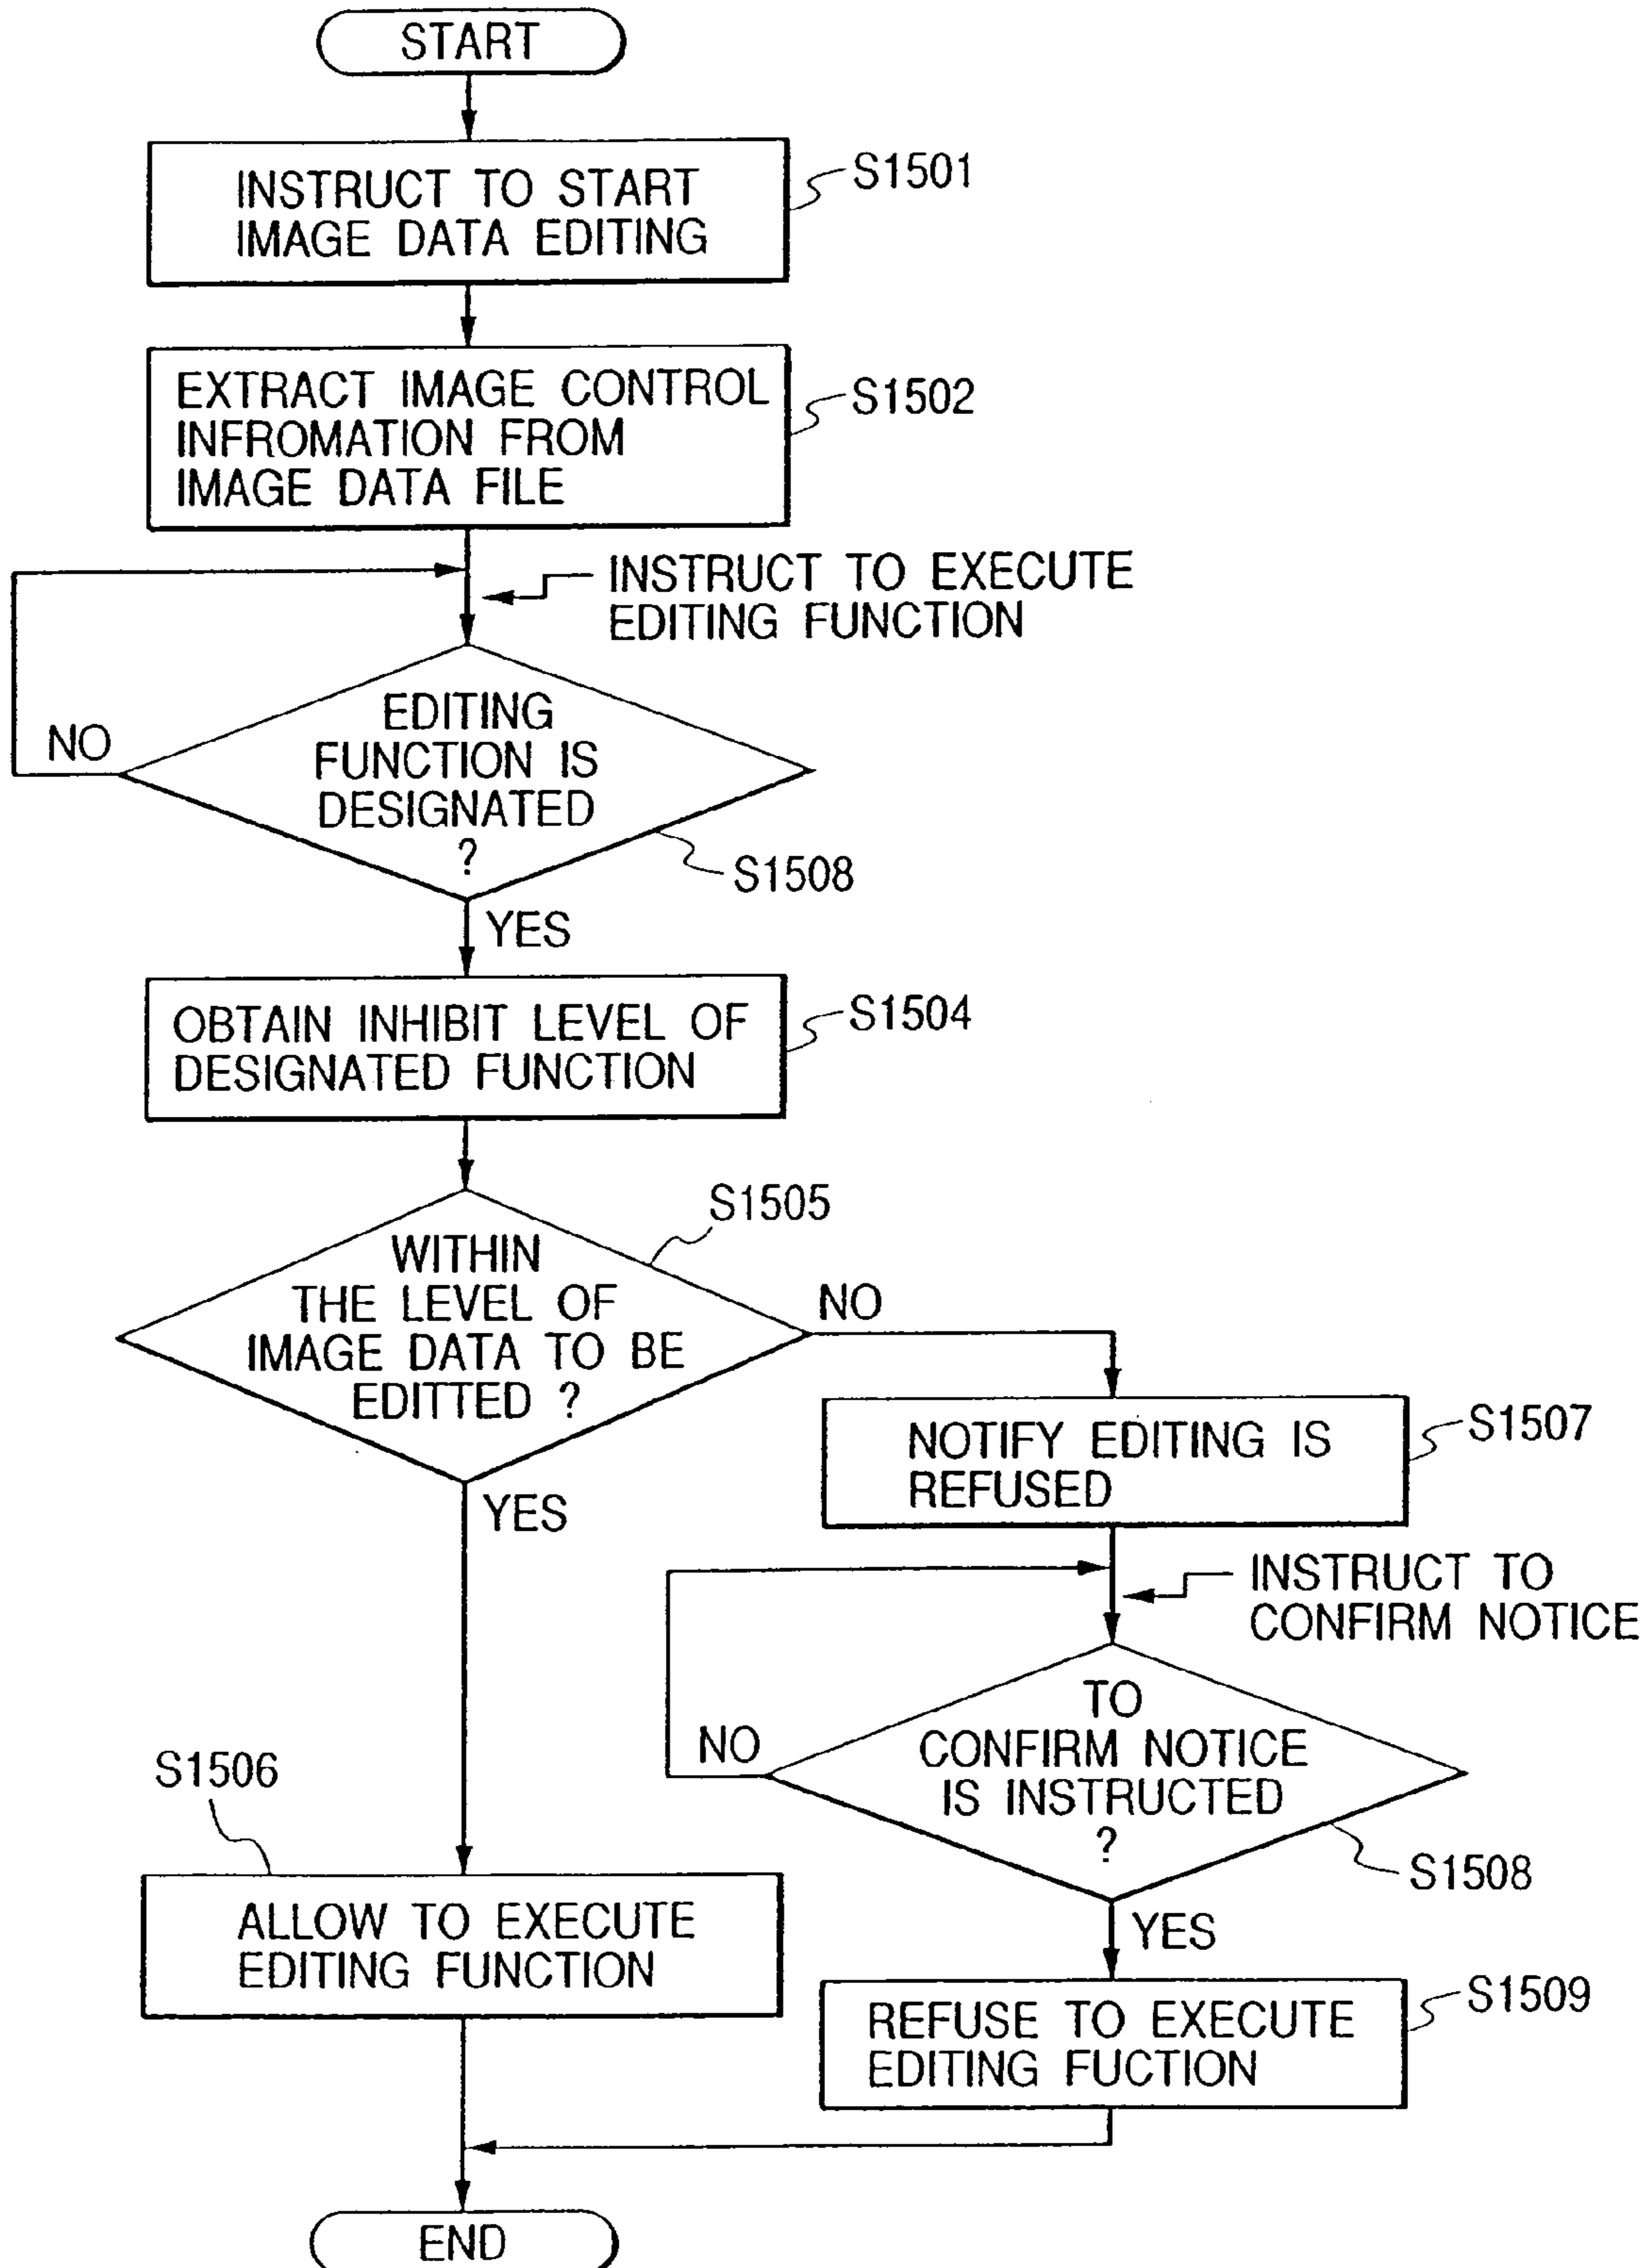 START
INSTRUCT TO START
IMAGE DATA EDITING
S1501
EXTRACT IMAGE CONTROL
INFROMATION FROM
IMAGE DATA FILE
S1502
INSTRUCT TO EXECUTE
EDITING FUNCTION
EDITING
FUNCTION IS
DESIGNATED
?
NO
S1508
YES
OBTAIN INHIBIT LEVEL OF
DESIGNATED FUNCTION
S1504
S1505
WITHIN
THE LEVEL OF
IMAGE DATA TO BE
EDITTED ?
NO
YES
NOTIFY EDITING IS
REFUSED
S1507
INSTRUCT TO
CONFIRM NOTICE
TO
CONFIRM NOTICE
IS INSTRUCTED
?
NO
S1508
YES
S1506
ALLOW TO EXECUTE
EDITING FUNCTION
REFUSE TO EXECUTE
EDITING FUCTION
S1509
END